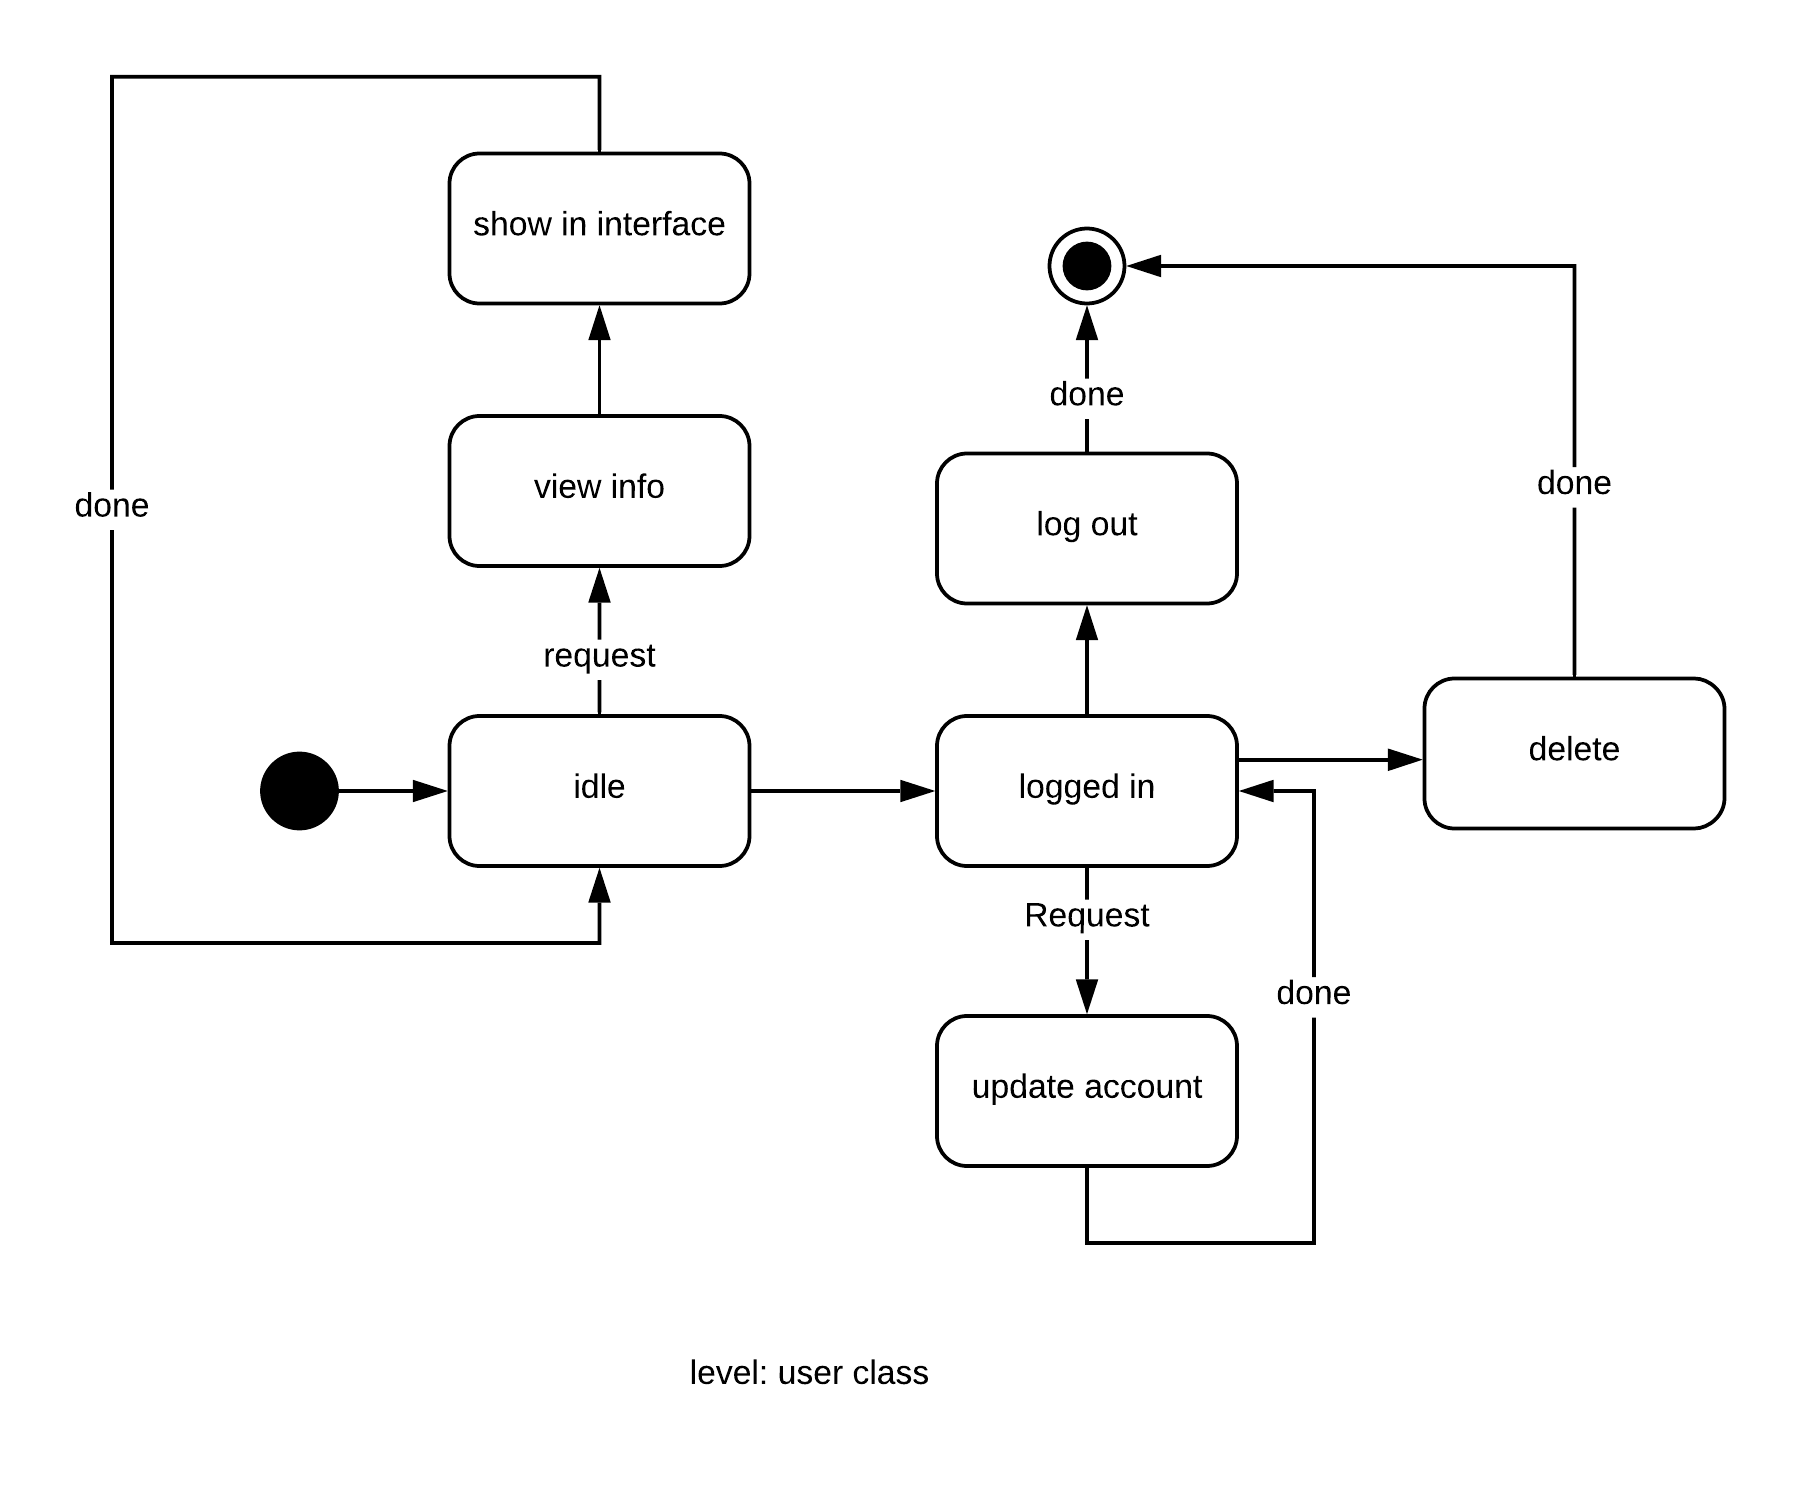 show in interface
done
view info
done
log out
done
request
idle
logged in
delete
Request
done
update account
level: user class